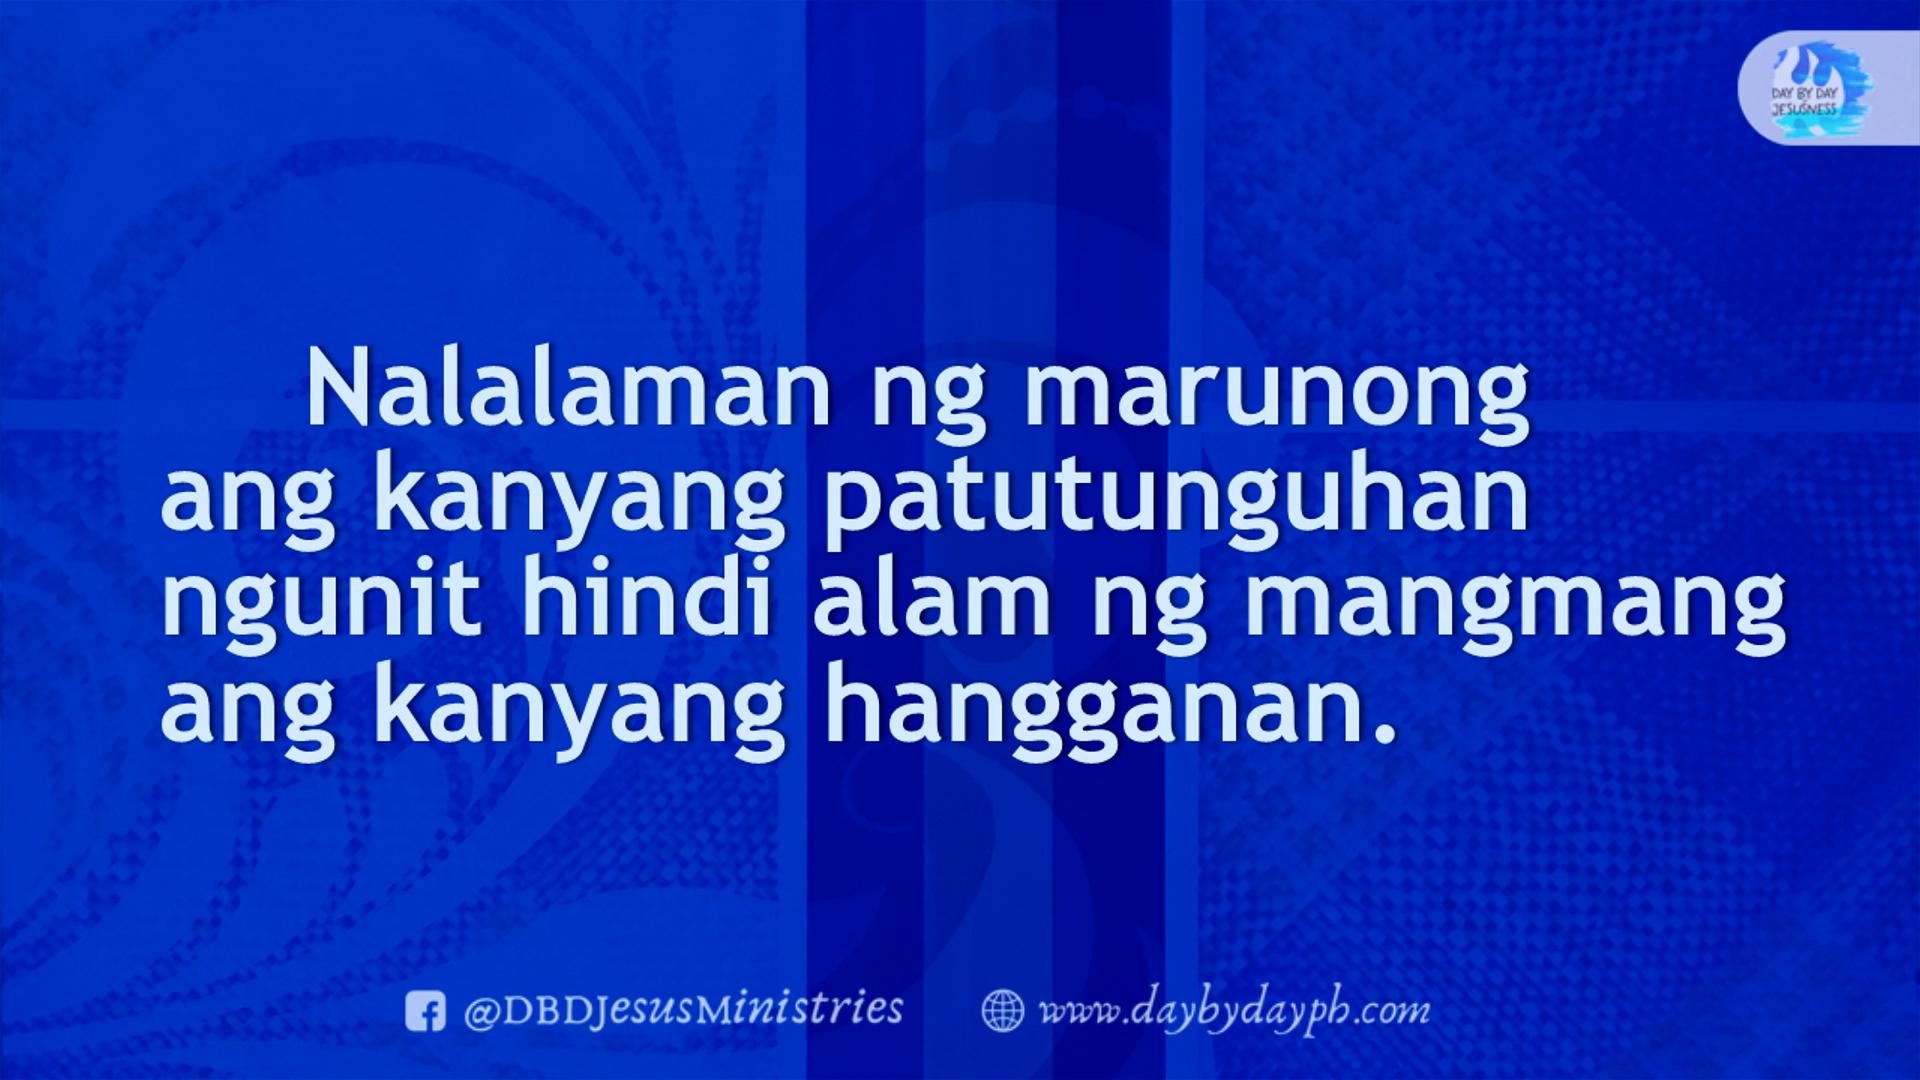 DAY BY DAY
JESUSNESS
Nalalaman ng marunong
ang kanyang patutunguhan
ngunit hindi alam ng mangmang
ang kanyang hangganan.
@DBDJesusMinistries www.daybydayph.com